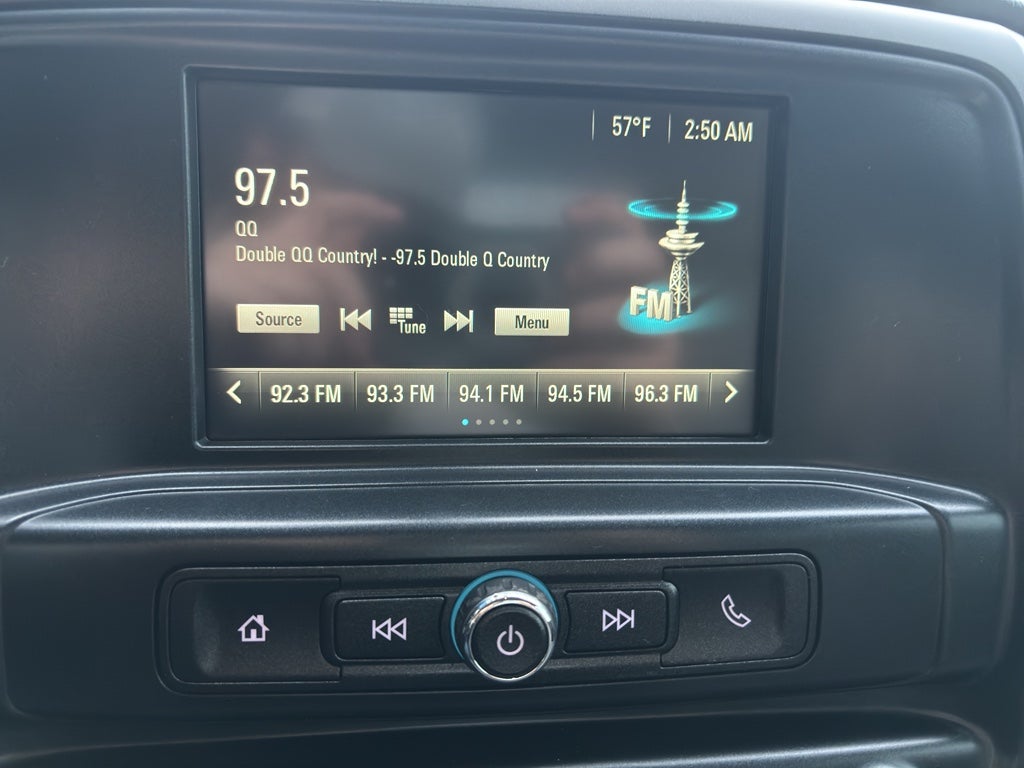 57°F 2:50 AM
97.5
QQ
Double QQ Country! - -97.5 Double Q Country
Source Tune Menu
FM
92.3 FM 93.3 FM 94.1 FM 94.5 FM 96.3 FM